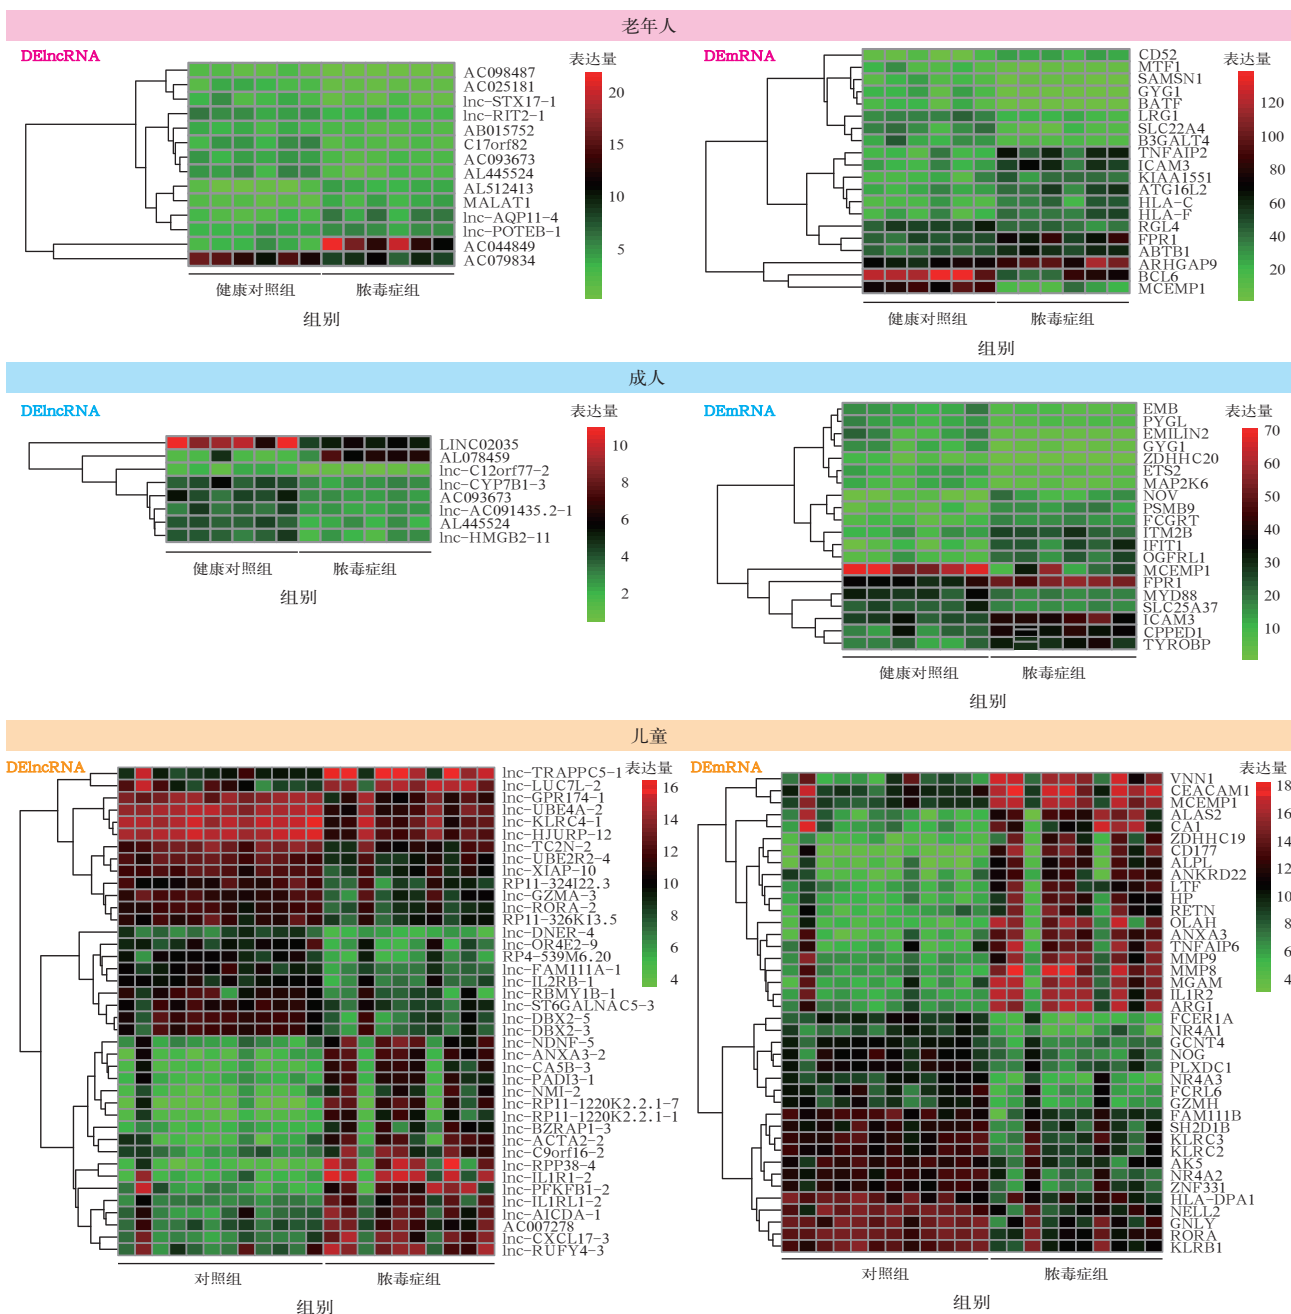 老年人
DElncRNA
表达量
AC098487
AC025181
lnc-STX17-1
lnc-RIT2-1
AB015752
C17orf82
AC093673
AL445524
AL512413
MALAT1
lnc-AQP11-4
lnc-POTEB-1
AC044849
AC079834
20
15
10
5
健康对照组
脓毒症组
组别
DEmRNA
表达量
CD52
MTF1
SAMSN1
GYG1
BATF
LRG1
SLC22A4
B3GALT4
TNFAIP2
ICAM3
KIAA1551
ATG16L2
HLA-C
HLA-F
RGL4
FPR1
ABTB1
ARHGAP9
BCL6
MCEMP1
120
100
80
60
40
20
健康对照组
脓毒症组
组别
成人
DElncRNA
表达量
LINC02035
AL078459
lnc-C12orf77-2
lnc-CYP7B1-3
AC093673
lnc-AC091435.2-1
AL445524
lnc-HMGB2-11
10
8
6
4
2
健康对照组
脓毒症组
组别
DEmRNA
表达量
EMB
PYGL
EMILIN2
GYG1
ZDHHC20
ETS2
MAP2K6
NOV
PSMB9
FCGRT
ITM2B
IFIT1
OGFRL1
MCEMP1
FPR1
MYD88
SLC25A37
ICAM3
CPPED1
TYROBP
70
60
50
40
30
20
10
健康对照组
脓毒症组
组别
儿童
DElncRNA
表达量
lnc-TRAPPC5-1
lnc-LUC7L-2
lnc-GPR174-1
lnc-UBE4A-2
lnc-KLRC4-1
lnc-HJURP-12
lnc-TC2N-2
lnc-UBE2R2-4
lnc-XIAP-10
RP11-324I22.3
lnc-GZMA-3
lnc-RORA-2
RP11-326K13.5
lnc-DNER-4
lnc-OR4E2-9
RP4-539M6.20
lnc-FAM111A-1
lnc-IL2RB-1
lnc-RBMY1B-1
lnc-ST6GALNAC5-3
lnc-DBX2-5
lnc-DBX2-3
lnc-NDNF-5
lnc-ANXA3-2
lnc-CA5B-3
lnc-PADI3-1
lnc-NMI-2
lnc-RP11-1220K2.2.1-7
lnc-RP11-1220K2.2.1-1
lnc-BZRAP1-3
lnc-ACTA2-2
lnc-C9orf16-2
lnc-RPP38-4
lnc-IL1R1-2
lnc-PFKFB1-2
lnc-IL1RL1-2
lnc-AICDA-1
AC007278
lnc-CXCL17-3
lnc-RUFY4-3
16
14
12
10
8
6
4
对照组
脓毒症组
组别
DEmRNA
表达量
VNN1
CEACAM1
MCEMP1
ALAS2
CA1
ZDHHC19
CD177
ALPL
ANKRD22
LTF
HP
RETN
OLAH
ANXA3
TNFAIP6
MMP9
MMP8
MGAM
IL1R2
ARG1
FCER1A
NR4A1
GCNT4
NOG
PLXDC1
NR4A3
FCRL6
GZMH
FAM111B
SH2D1B
KLRC3
KLRC2
AK5
NR4A2
ZNF331
HLA-DPA1
NELL2
GNLY
RORA
KLRB1
18
16
14
12
10
8
6
4
对照组
脓毒症组
组别